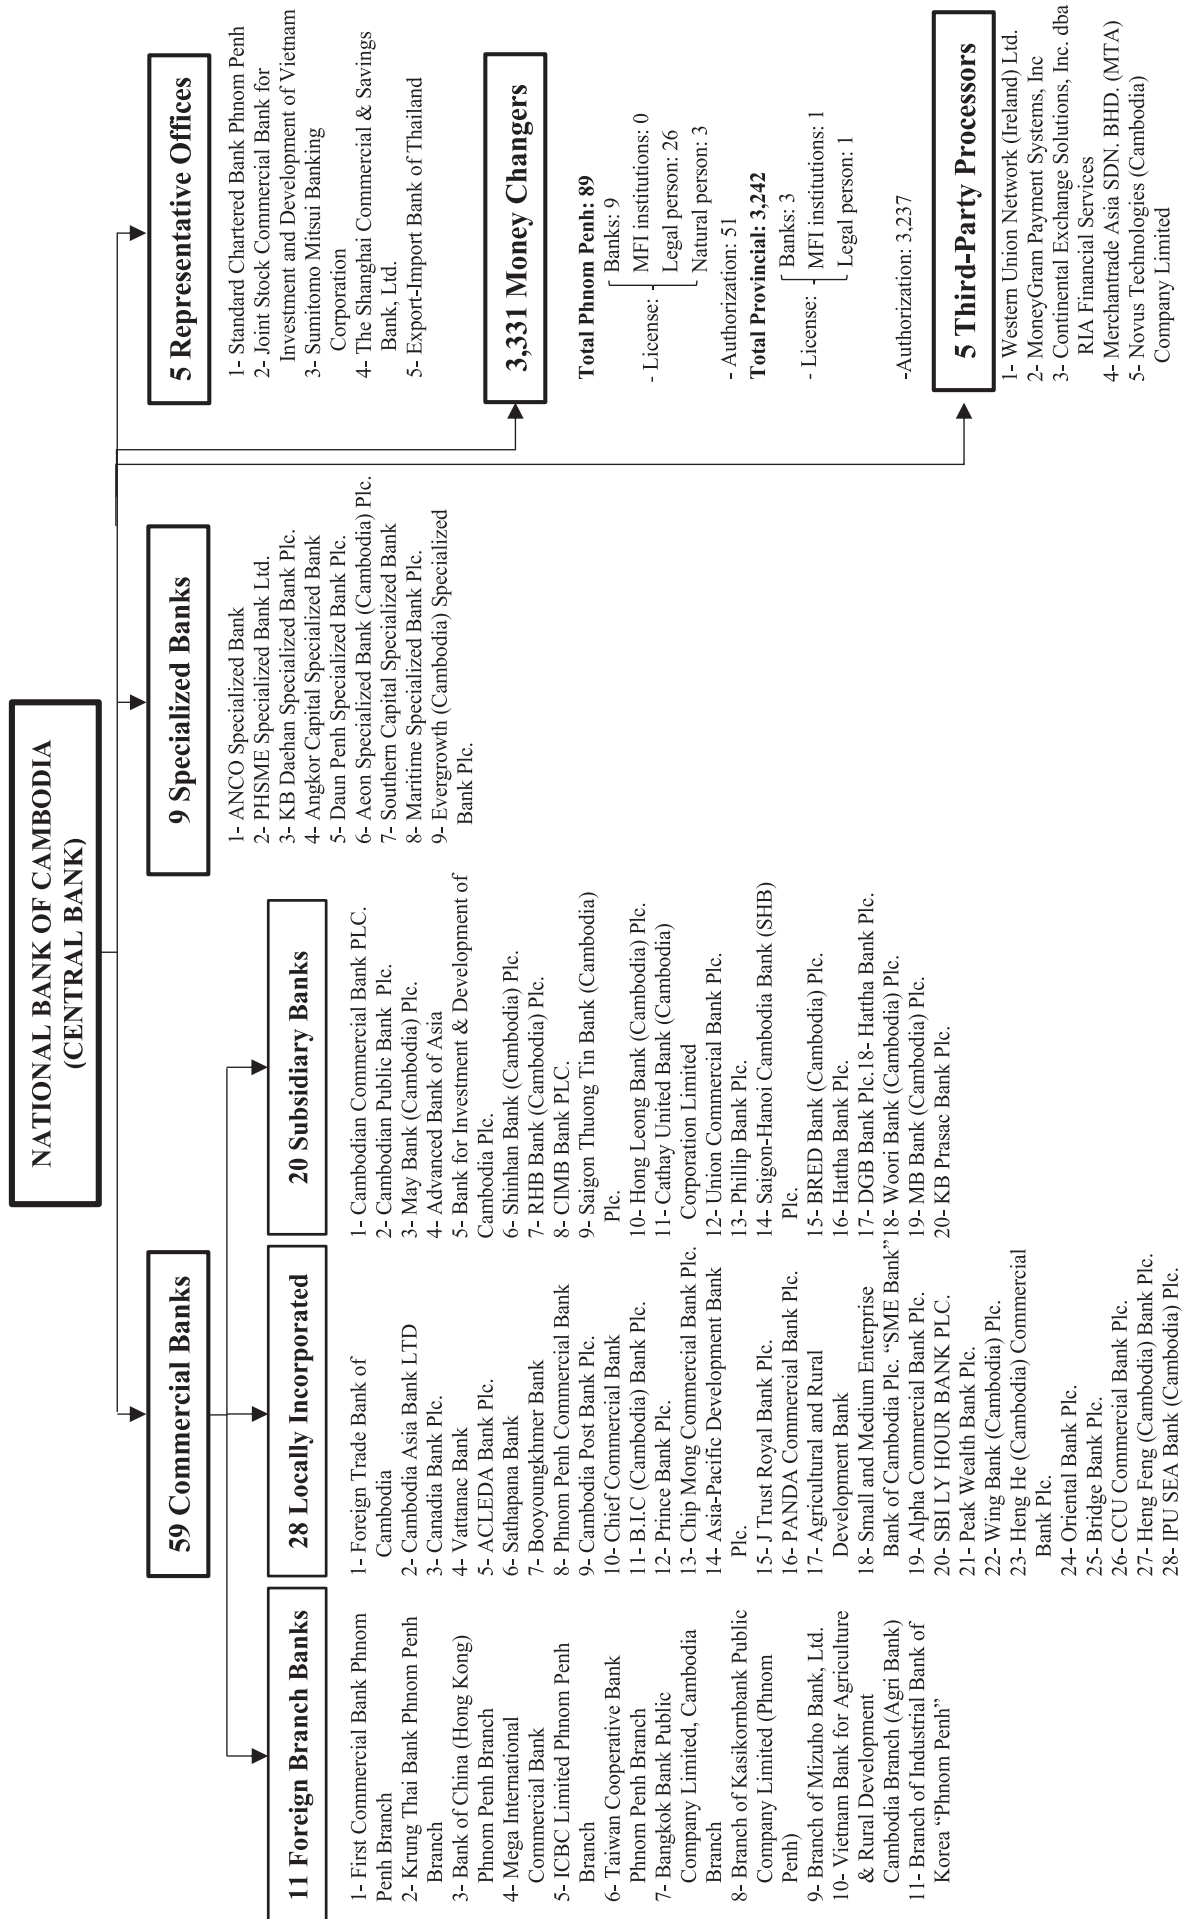 NATIONAL BANK OF CAMBODIA
(CENTRAL BANK)
59 Commercial Banks
11 Foreign Branch Banks
1- First Commercial Bank Phnom
Penh Branch
2- Krung Thai Bank Phnom Penh
Branch
3- Bank of China (Hong Kong)
Phnom Penh Branch
4- Mega International
Commercial Bank
5- ICBC Limited Phnom Penh
Branch
6- Taiwan Cooperative Bank
Phnom Penh Branch
7- Bangkok Bank Public
Company Limited, Cambodia
Branch
8- Branch of Kasikornbank Public
Company Limited (Phnom
Penh)
9- Branch of Mizuho Bank, Ltd.
10- Vietnam Bank for Agriculture
& Rural Development
Cambodia Branch (Agri Bank)
11- Branch of Industrial Bank of
Korea “Phnom Penh”
28 Locally Incorporated
1- Foreign Trade Bank of
Cambodia
2- Cambodia Asia Bank LTD
3- Canadia Bank Plc.
4- Vattanac Bank
5- ACLEDA Bank Plc.
6- Sathapana Bank
7- Booyoungkhmer Bank
8- Phnom Penh Commercial Bank
9- Cambodia Post Bank Plc.
10- Chief Commercial Bank
11- B.I.C (Cambodia) Bank Plc.
12- Prince Bank Plc.
13- Chip Mong Commercial Bank Plc.
14- Asia-Pacific Development Bank
Plc.
15- J Trust Royal Bank Plc.
16- PANDA Commercial Bank Plc.
17- Agricultural and Rural
Development Bank
18- Small and Medium Enterprise
Bank of Cambodia Plc. “SME Bank”
19- Alpha Commercial Bank Plc.
20- SBI LY HOUR BANK PLC.
21- Peak Wealth Bank Plc.
22- Wing Bank (Cambodia) Plc.
23- Heng He (Cambodia) Commercial
Bank Plc.
24- Oriental Bank Plc.
25- Bridge Bank Plc.
26- CCU Commercial Bank Plc.
27- Heng Feng (Cambodia) Bank Plc.
28- IPU SEA Bank (Cambodia) Plc.
20 Subsidiary Banks
1- Cambodian Commercial Bank PLC.
2- Cambodian Public Bank Plc.
3- May Bank (Cambodia) Plc.
4- Advanced Bank of Asia
5- Bank for Investment & Development of
Cambodia Plc.
6- Shinhan Bank (Cambodia) Plc.
7- RHB Bank (Cambodia) Plc.
8- CIMB Bank PLC.
9- Saigon Thuong Tin Bank (Cambodia)
Plc.
10- Hong Leong Bank (Cambodia) Plc.
11- Cathay United Bank (Cambodia)
Corporation Limited
12- Union Commercial Bank Plc.
13- Phillip Bank Plc.
14- Saigon-Hanoi Cambodia Bank (SHB)
Plc.
15- BRED Bank (Cambodia) Plc.
16- Hattha Bank Plc.
17- DGB Bank Plc.18- Hattha Bank Plc.
18- Woori Bank (Cambodia) Plc.
19- MB Bank (Cambodia) Plc.
20- KB Prasac Bank Plc.
9 Specialized Banks
1- ANCO Specialized Bank
2- PHSME Specialized Bank Ltd.
3- KB Daehan Specialized Bank Plc.
4- Angkor Capital Specialized Bank
5- Daun Penh Specialized Bank Plc.
6- Aeon Specialized Bank (Cambodia) Plc.
7- Southern Capital Specialized Bank
8- Maritime Specialized Bank Plc.
9- Evergrowth (Cambodia) Specialized
Bank Plc.
5 Representative Offices
1- Standard Chartered Bank Phnom Penh
2- Joint Stock Commercial Bank for
Investment and Development of Vietnam
3- Sumitomo Mitsui Banking
Corporation
4- The Shanghai Commercial & Savings
Bank, Ltd.
5- Export-Import Bank of Thailand
3,331 Money Changers
Total Phnom Penh: 89
Banks: 9
MFI institutions: 0
- License: - Legal person: 26
Natural person: 3
- Authorization: 51
Total Provincial: 3,242
Banks: 3
- License: - MFI institutions: 1
Legal person: 1
-Authorization: 3,237
5 Third-Party Processors
1- Western Union Network (Ireland) Ltd.
2- MoneyGram Payment Systems, Inc
3- Continental Exchange Solutions, Inc. dba
RIA Financial Services
4- Merchantrade Asia SDN. BHD. (MTA)
5- Novus Technologies (Cambodia)
Company Limited